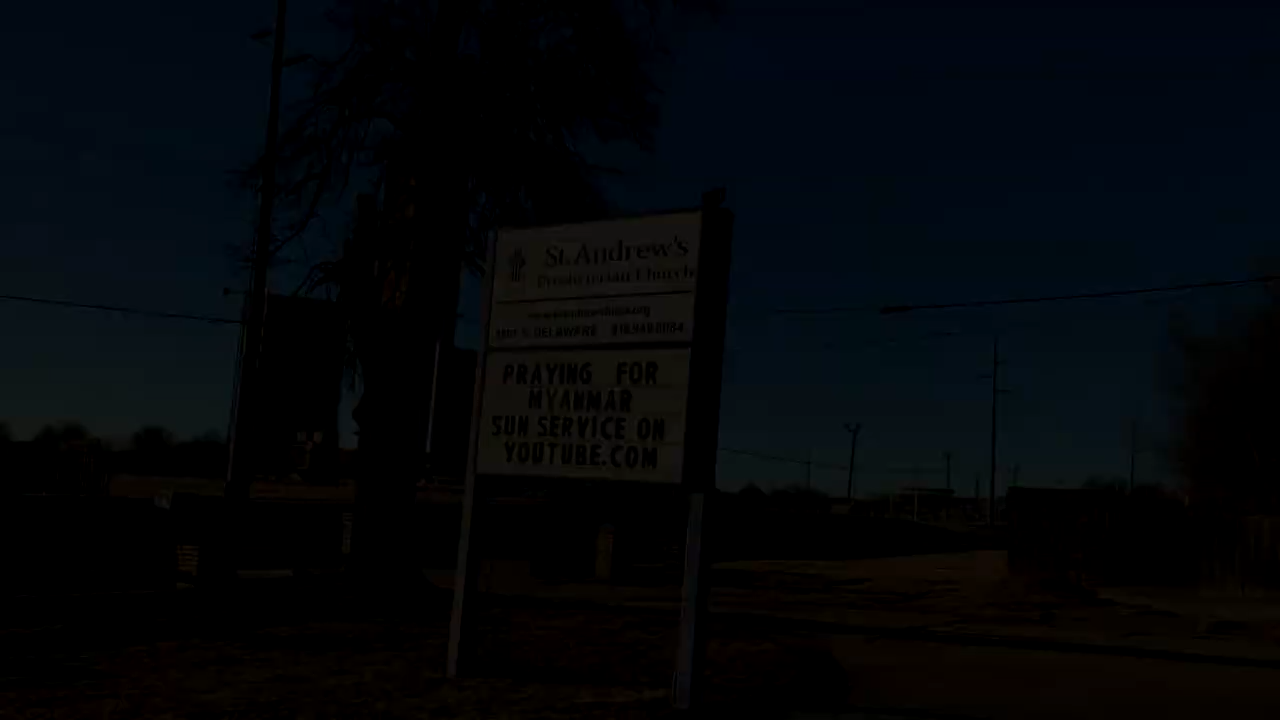 St. Andrew's
Presbyterian Church
PRAYING FOR
MYANMAR
SUN SERVICE ON
YOUTUBE.COM